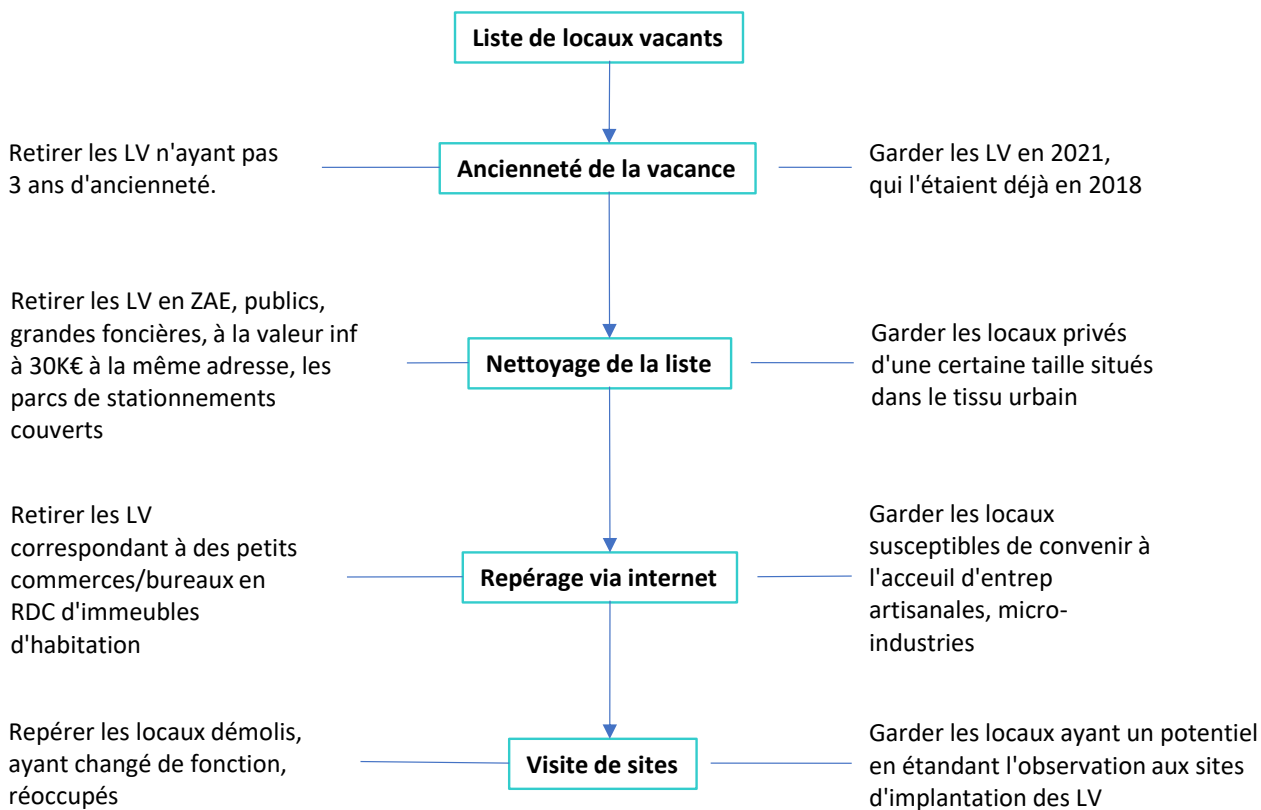 Liste de locaux vacants
Retirer les LV n'ayant pas
3 ans d'ancienneté.
Ancienneté de la vacance
Garder les LV en 2021,
qui l'étaient déjà en 2018
Retirer les LV en ZAE, publics,
grandes foncières, à la valeur inf
à 30K€ à la même adresse, les
parcs de stationnements
couverts
Nettoyage de la liste
Garder les locaux privés
d'une certaine taille situés
dans le tissu urbain
Retirer les LV
correspondant à des petits
commerces/bureaux en
RDC d'immeubles
d'habitation
Repérage via internet
Garder les locaux
susceptibles de convenir à
l'acceuil d'entrep
artisanales, micro-
industries
Repérer les locaux démolis,
ayant changé de fonction,
réoccupés
Visite de sites
Garder les locaux ayant un potentiel
en étandant l'observation aux sites
d'implantation des LV